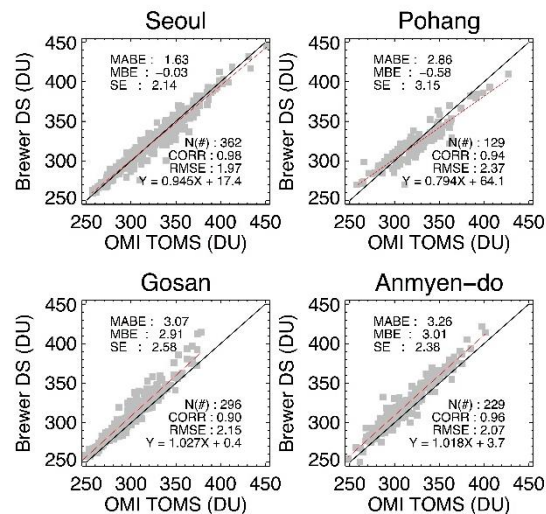 Seoul
450
400
350
300
250
Brewer DS (DU)
MABE : 1.63
MBE : −0.03
SE : 2.14
N(#) : 362
CORR : 0.98
RMSE : 1.97
Y = 0.945X + 17.4
250 300 350 400 450
OMI TOMS (DU)
Pohang
450
400
350
300
250
Brewer DS (DU)
MABE : 2.86
MBE : −0.58
SE : 3.15
N(#) : 129
CORR : 0.94
RMSE : 2.37
Y = 0.794X + 64.1
250 300 350 400 450
OMI TOMS (DU)
Gosan
450
400
350
300
250
Brewer DS (DU)
MABE : 3.07
MBE : 2.91
SE : 2.58
N(#) : 296
CORR : 0.90
RMSE : 2.15
Y = 1.027X + 0.4
250 300 350 400 450
OMI TOMS (DU)
Anmyen-do
450
400
350
300
250
Brewer DS (DU)
MABE : 3.26
MBE : 3.01
SE : 2.38
N(#) : 229
CORR : 0.96
RMSE : 2.07
Y = 1.018X + 3.7
250 300 350 400 450
OMI TOMS (DU)